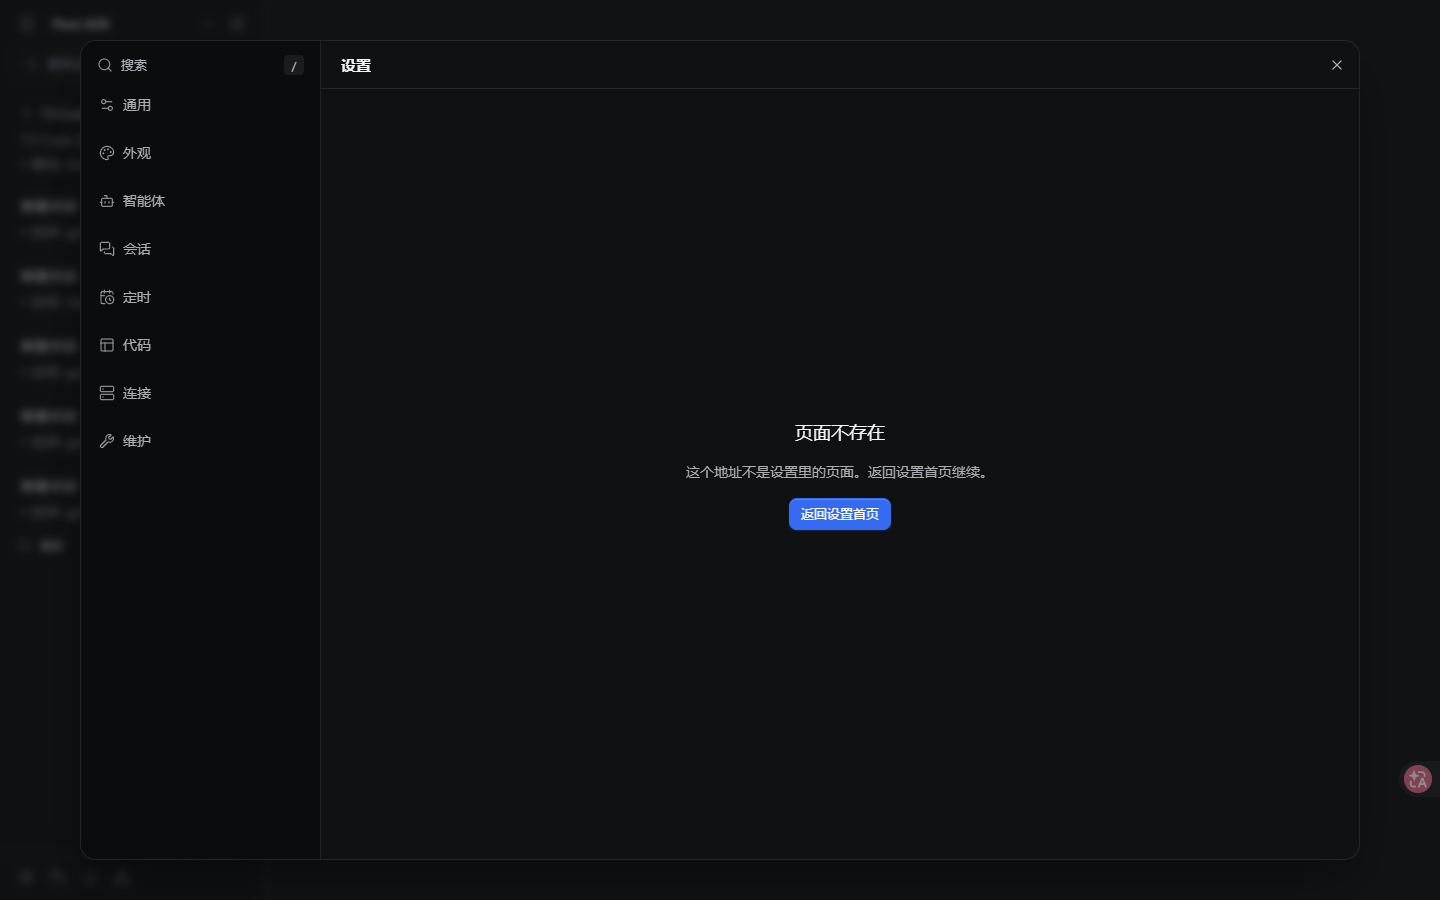 搜索
/
通用
外观
智能体
会话
定时
代码
连接
维护
设置
页面不存在
这个地址不是设置里的页面。返回设置首页继续。
返回设置首页